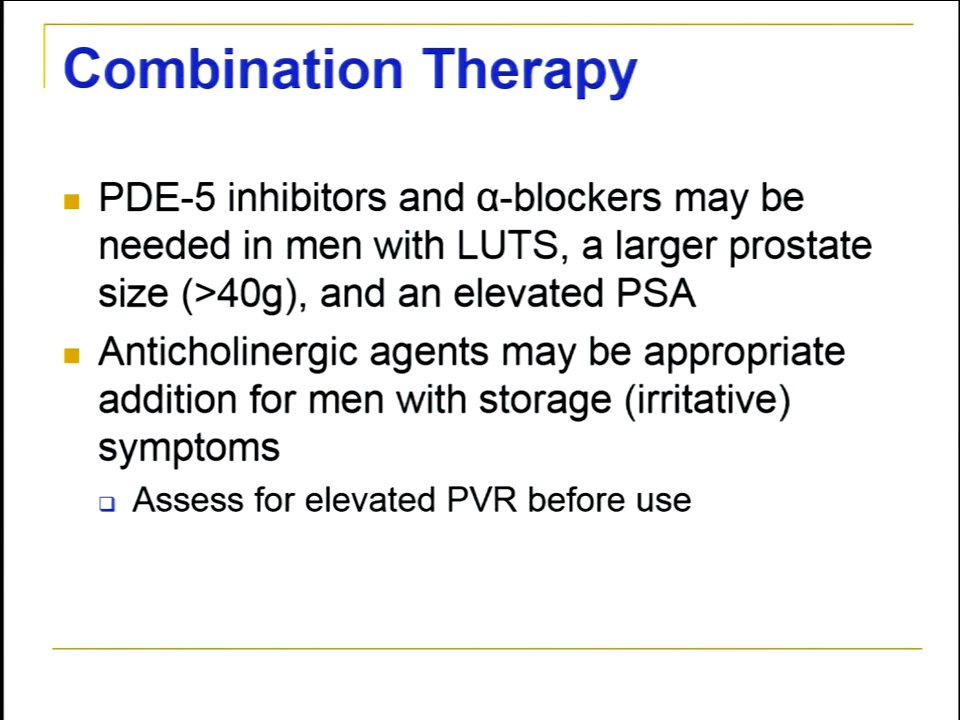 Combination Therapy
PDE-5 inhibitors and α-blockers may be
needed in men with LUTS, a larger prostate
size (>40g), and an elevated PSA
Anticholinergic agents may be appropriate
addition for men with storage (irritative)
symptoms
Assess for elevated PVR before use